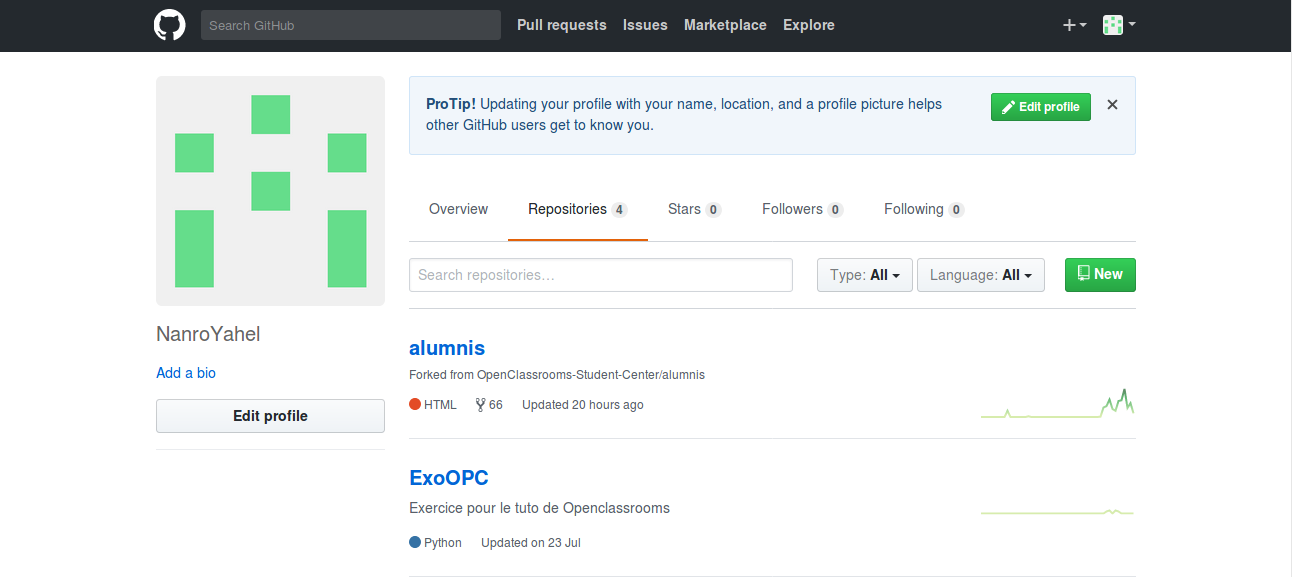 Search GitHub
Pull requests Issues Marketplace Explore
ProTip! Updating your profile with your name, location, and a profile picture helps
other GitHub users get to know you.
Edit profile
Overview Repositories 4 Stars 0 Followers 0 Following 0
Search repositories…
Type: All Language: All New
NanroYahel
Add a bio
Edit profile
alumnis
Forked from OpenClassrooms-Student-Center/alumnis
HTML 66 Updated 20 hours ago
ExoOPC
Exercice pour le tuto de Openclassrooms
Python Updated on 23 Jul